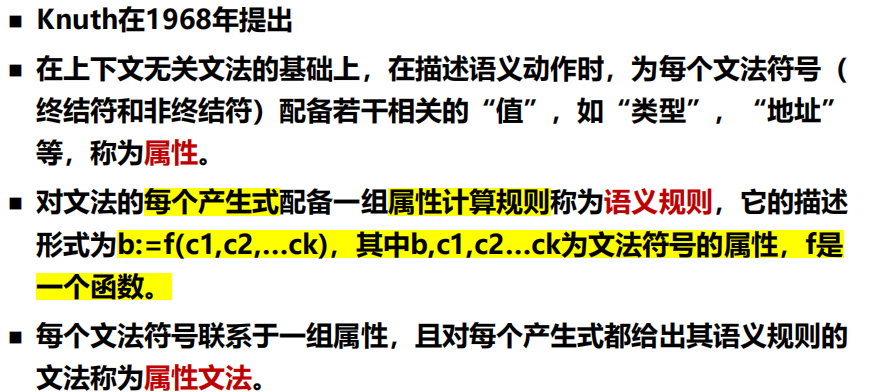 ▪ Knuth在1968年提出
▪ 在上下文无关文法的基础上，在描述语义动作时，为每个文法符号（
终结符和非终结符）配备若干相关的“值”，如“类型”，“地址”
等，称为属性。
▪ 对文法的每个产生式配备一组属性计算规则称为语义规则，它的描述
形式为b:=f(c1,c2,…ck)，其中b,c1,c2…ck为文法符号的属性，f是
一个函数。
▪ 每个文法符号联系于一组属性，且对每个产生式都给出其语义规则的
文法称为属性文法。